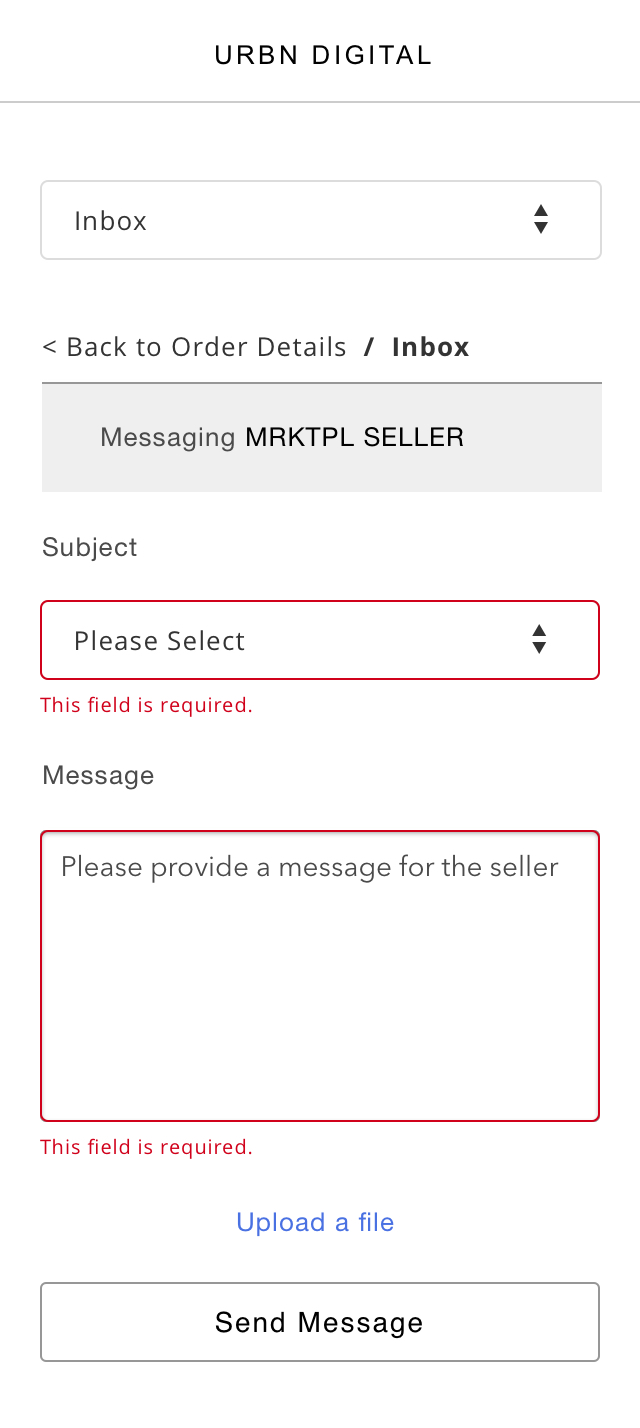 URBN DIGITAL
Inbox
< Back to Order Details / Inbox
Messaging MRKTPL SELLER
Subject
Please Select
This field is required.
Message
Please provide a message for the seller
This field is required.
Upload a file
Send Message